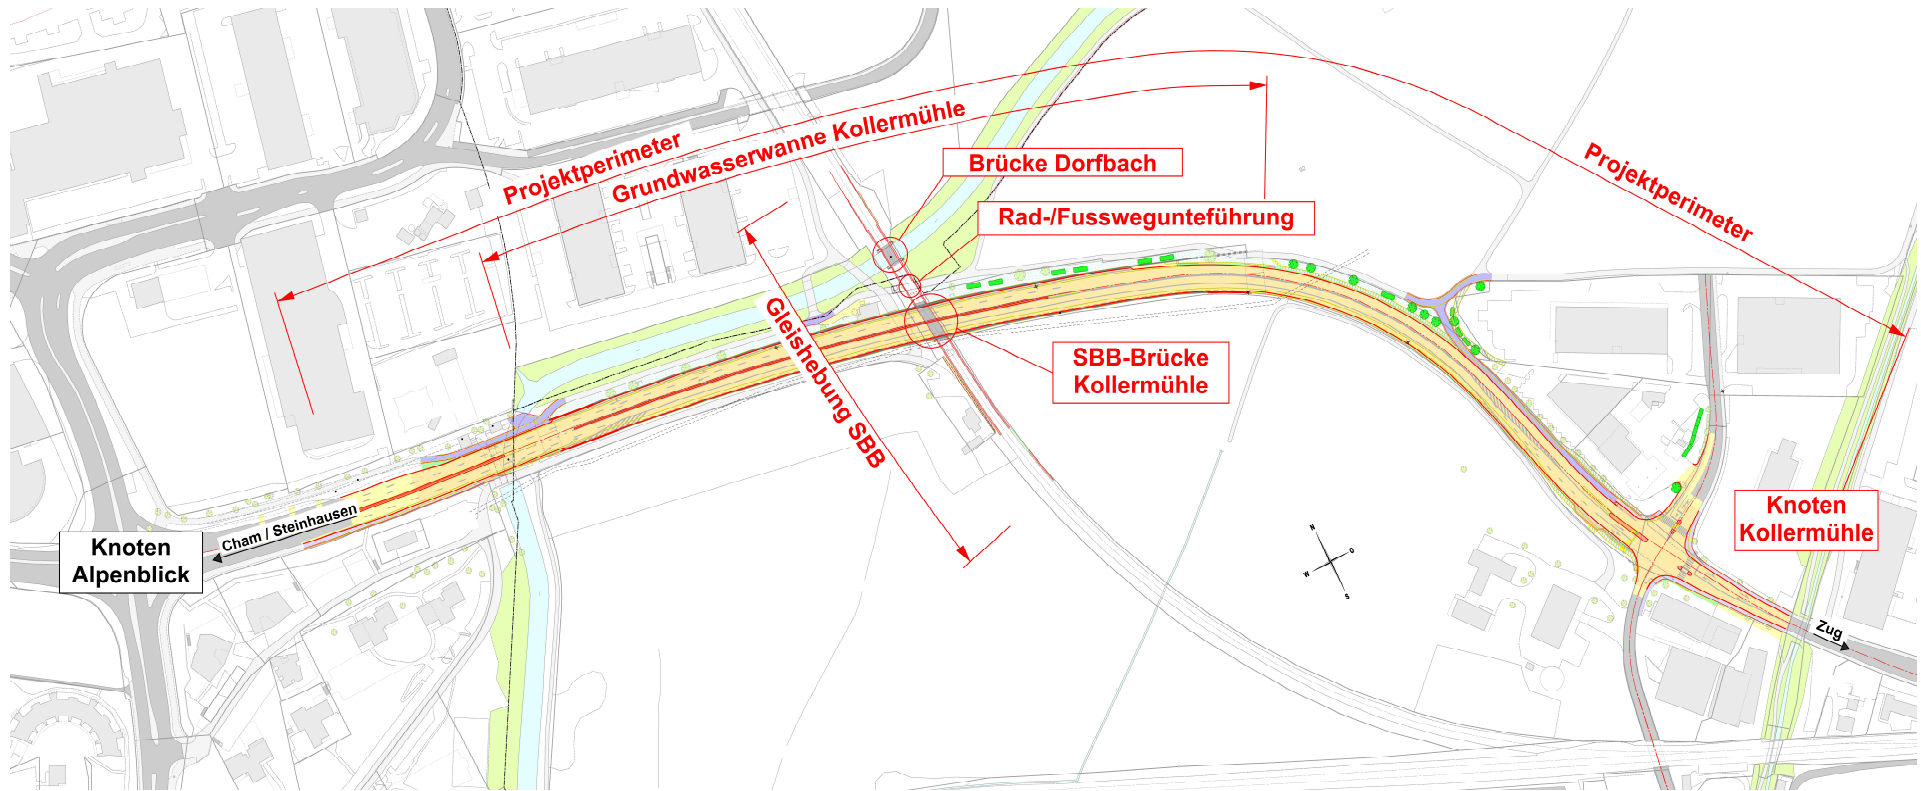 Projektperimeter
Grundwasserwanne Kollermühle
Brücke Dorfbach
Rad-/Fusswegunteführung
Projektperimeter
Gleishebung SBB
SBB-Brücke
Kollermühle
Knoten
Kollermühle
Cham / Steinhausen
Knoten
Alpenblick
N
O
W
S
Zug